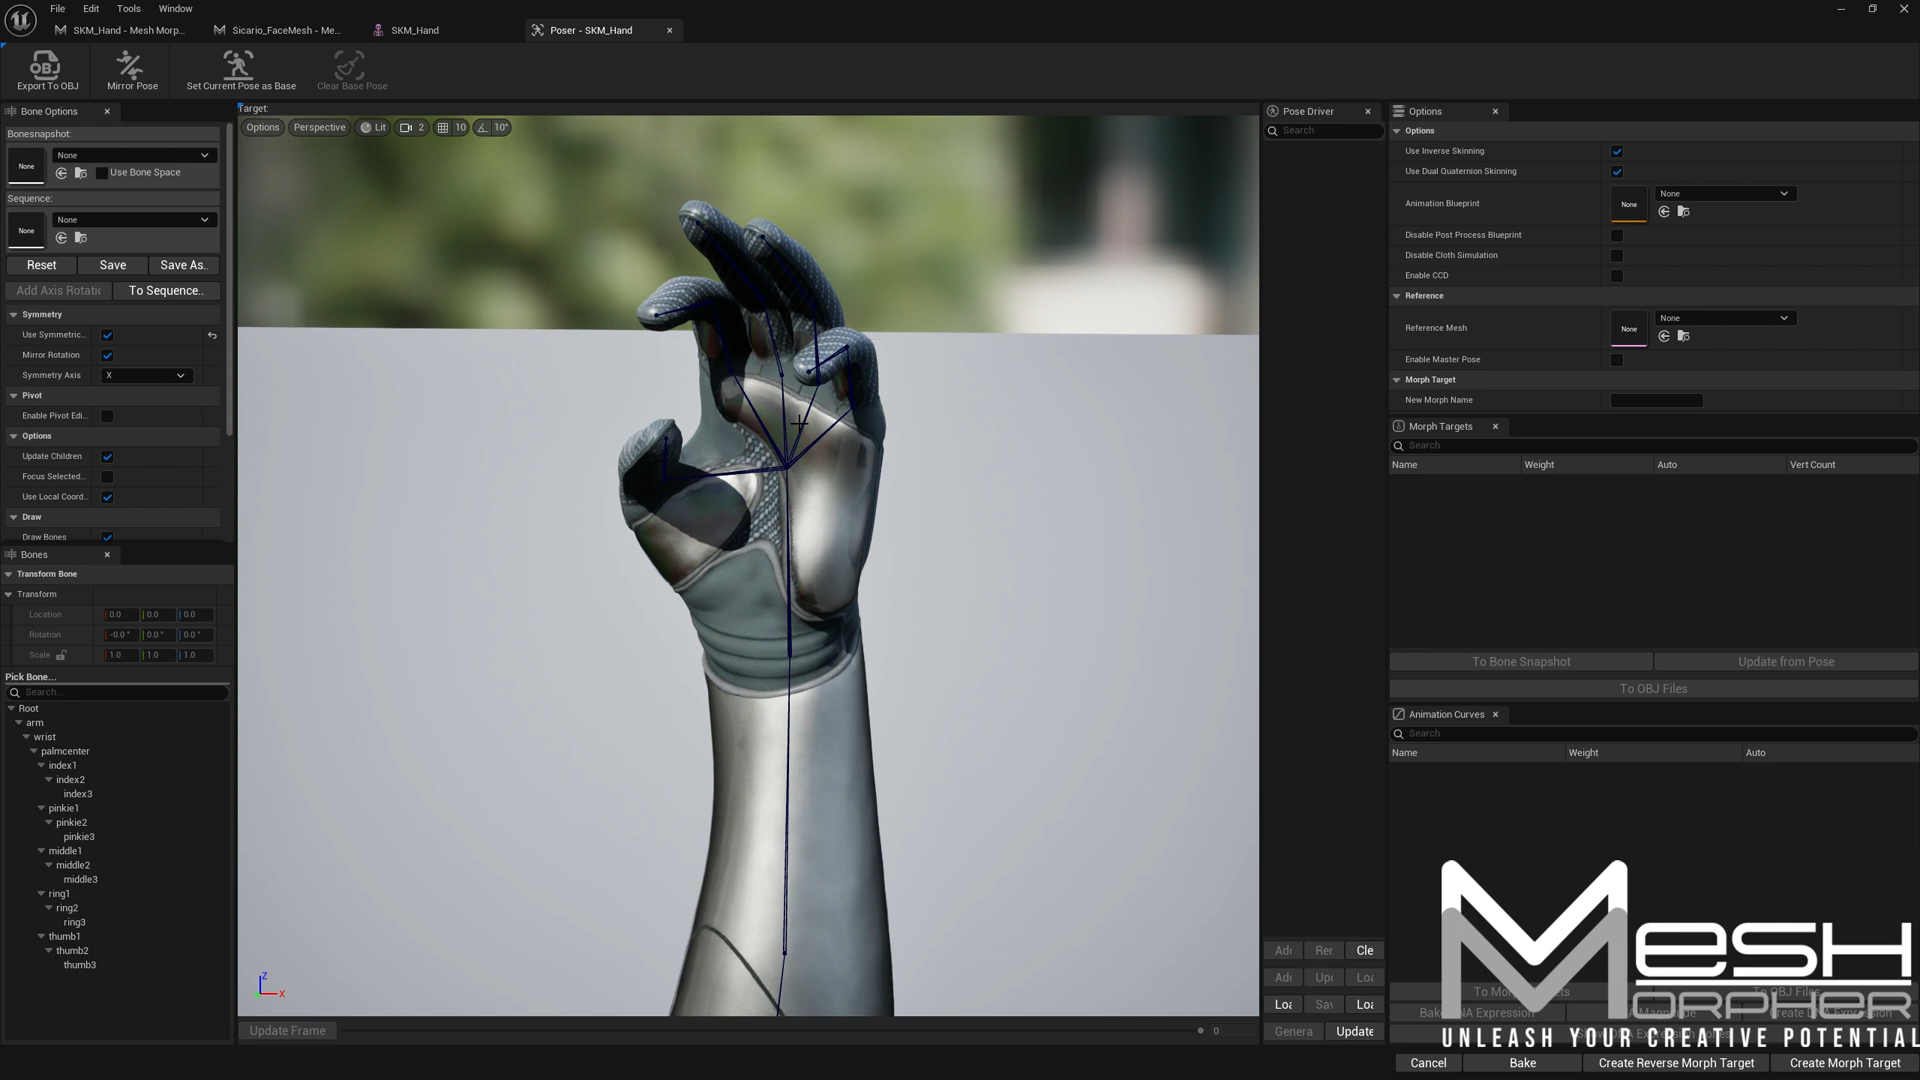 File Edit Tools Window
SKM_Hand - Mesh Morp... Sicario_FaceMesh - Me... SKM_Hand Poser - SKM_Hand
Export To OBJ Mirror Pose Set Current Pose as Base Clear Base Pose
Bone Options
Bonesnapshot:
None None
Use Bone Space
Sequence:
None None
Reset Save Save As..
Add Axis Rotatic To Sequence..
Symmetry
Use Symmetric...
Mirror Rotation
Symmetry Axis X
Pivot
Enable Pivot Edi...
Options
Update Children
Focus Selected...
Use Local Coord...
Draw
Draw Bones
Bones
Transform Bone
Transform
Location 0.0 0.0 0.0
Rotation -0.0 ° 0.0 ° 0.0 °
Scale 1.0 1.0 1.0
Pick Bone...
Search...
Root
arm
wrist
palmcenter
index1
index2
index3
pinkie1
pinkie2
pinkie3
middle1
middle2
middle3
ring1
ring2
ring3
thumb1
thumb2
thumb3
Target:
Options Perspective Lit 2 10 10°
Z
X
Update Frame 0
Pose Driver
Search
Cle
Genera Update
Options
Options
Use Inverse Skinning
Use Dual Quaternion Skinning
Animation Blueprint None None
Disable Post Process Blueprint
Disable Cloth Simulation
Enable CCD
Reference
Reference Mesh None None
Enable Master Pose
Morph Target
New Morph Name
Morph Targets
Search
Name Weight Auto Vert Count
To Bone Snapshot Update from Pose
To OBJ Files
Animation Curves
Search
Name Weight Auto
MESH
MORPHER
UNLEASH YOUR CREATIVE POTENTIAL
Cancel Bake Create Reverse Morph Target Create Morph Target